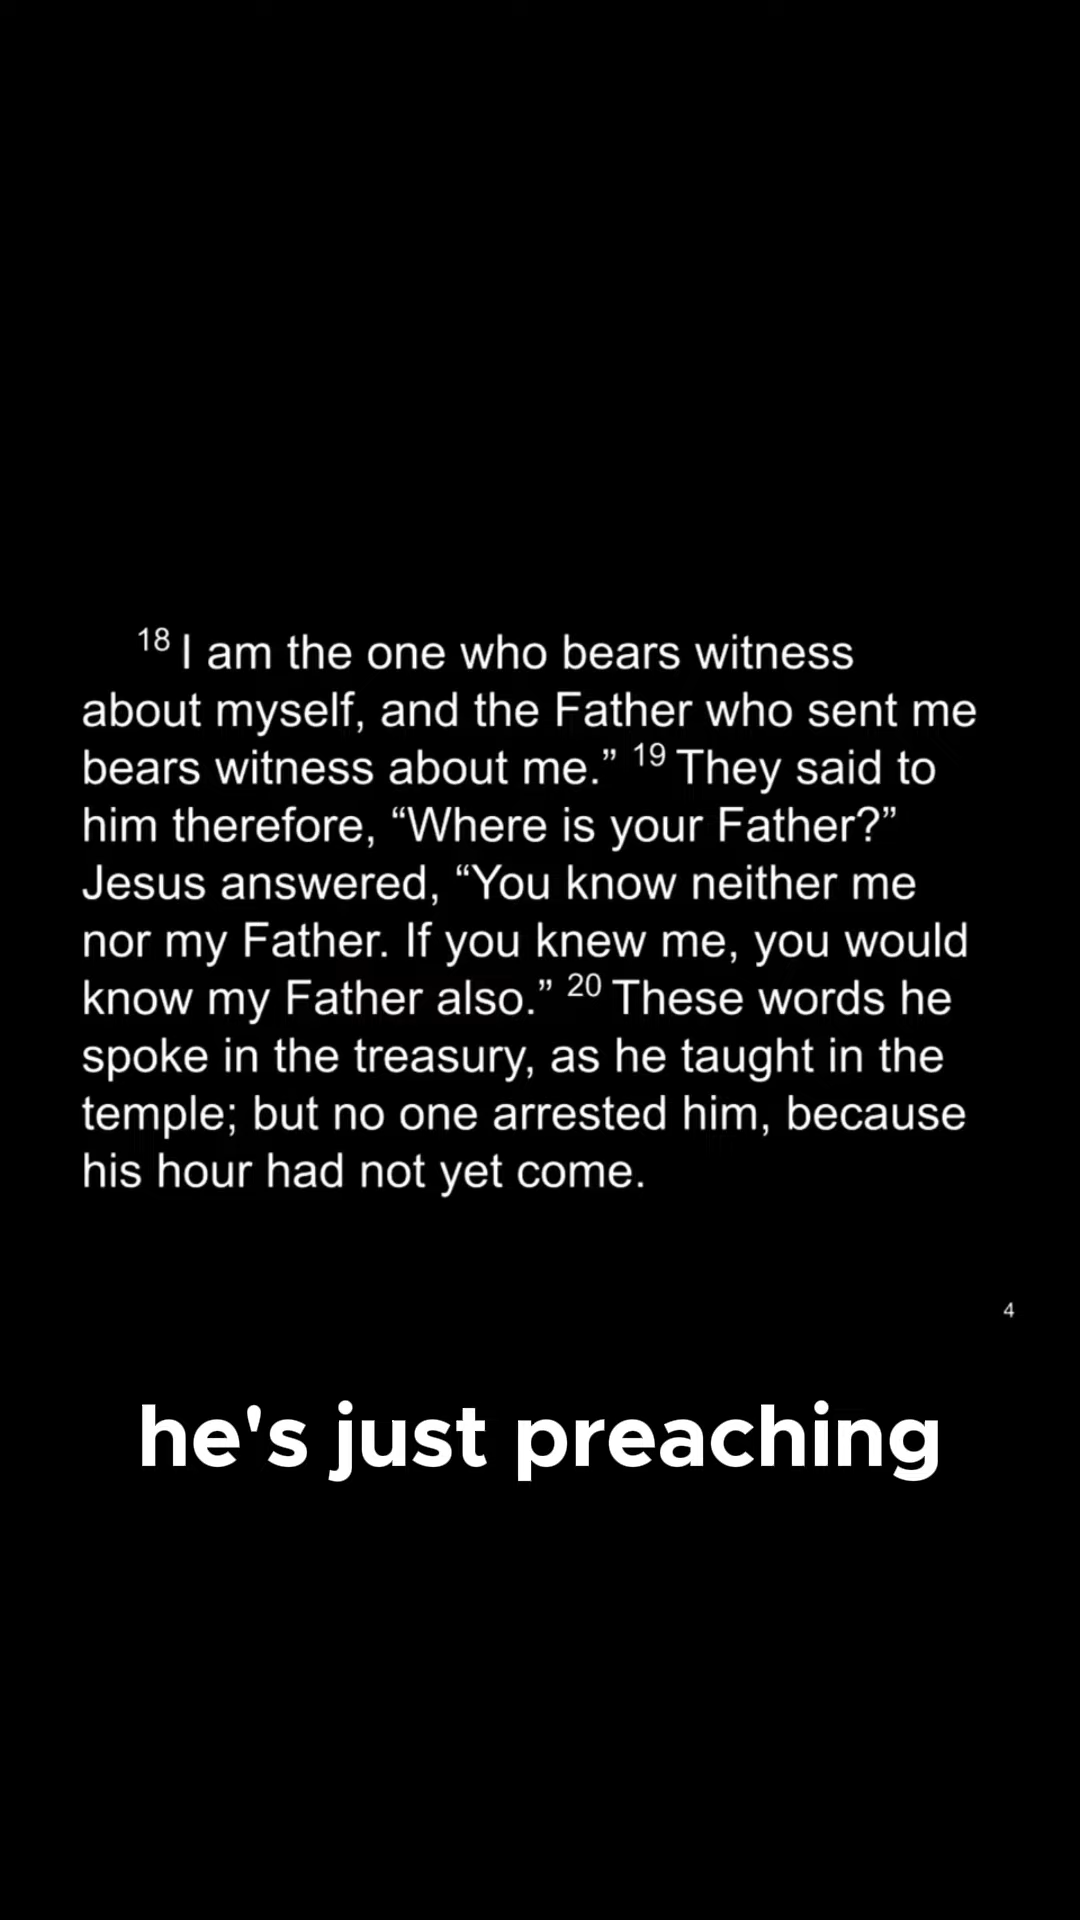 18 I am the one who bears witness
about myself, and the Father who sent me
bears witness about me.” 19 They said to
him therefore, “Where is your Father?”
Jesus answered, “You know neither me
nor my Father. If you knew me, you would
know my Father also.” 20 These words he
spoke in the treasury, as he taught in the
temple; but no one arrested him, because
his hour had not yet come.
4
he's just preaching